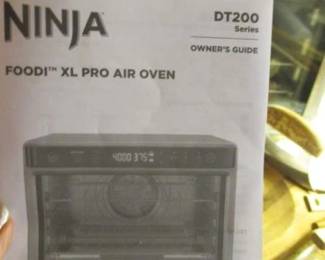 NINJA
DT200
Series
OWNER'S GUIDE
FOODI™ XL PRO AIR OVEN